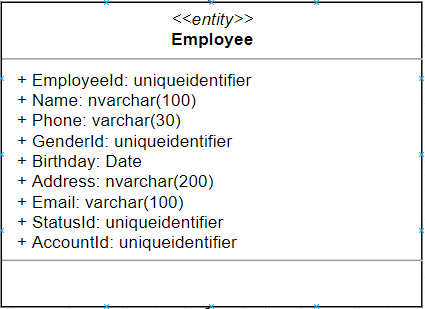 <<entity>>
Employee
+ EmployeeId: uniqueidentifier
+ Name: nvarchar(100)
+ Phone: varchar(30)
+ GenderId: uniqueidentifier
+ Birthday: Date
+ Address: nvarchar(200)
+ Email: varchar(100)
+ StatusId: uniqueidentifier
+ AccountId: uniqueidentifier